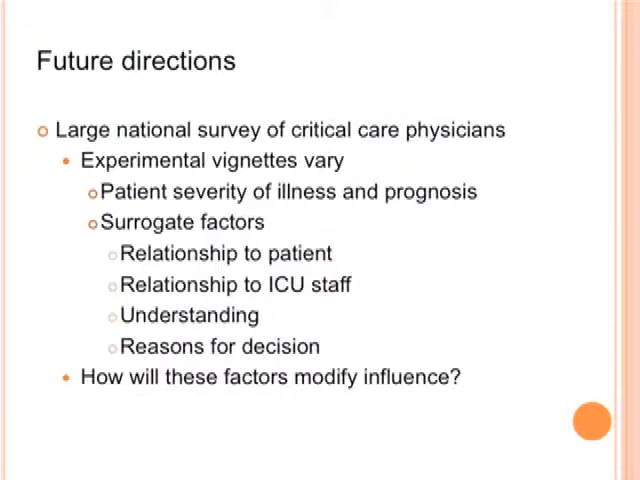 Future directions
Large national survey of critical care physicians
Experimental vignettes vary
Patient severity of illness and prognosis
Surrogate factors
Relationship to patient
Relationship to ICU staff
Understanding
Reasons for decision
How will these factors modify influence?